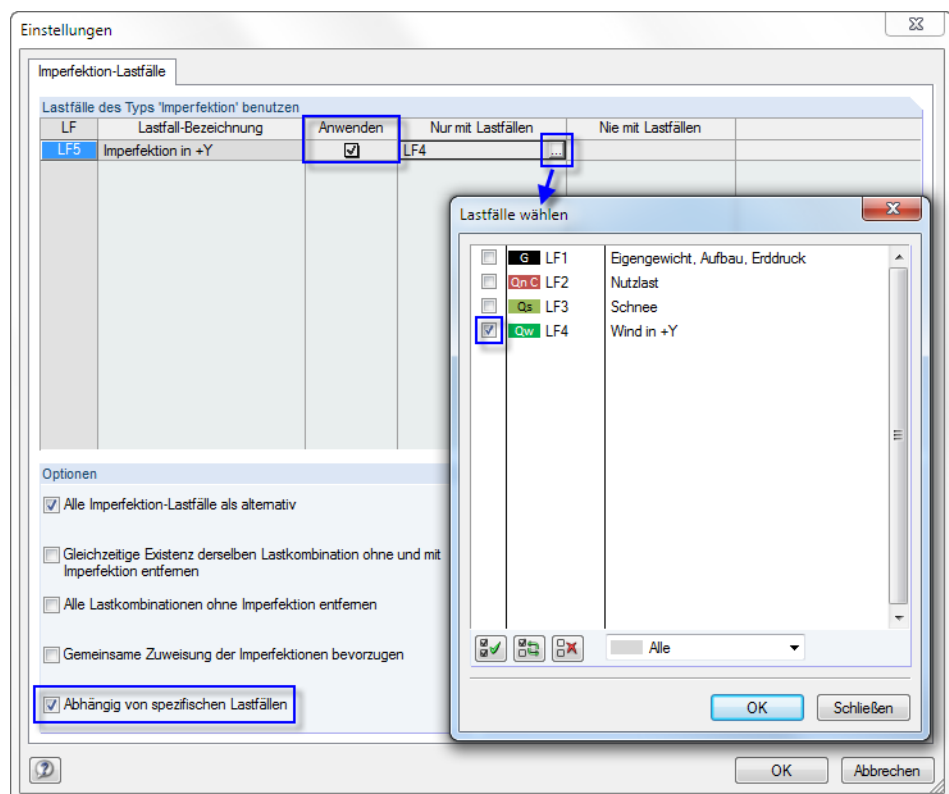 Einstellungen
Imperfektion-Lastfälle
Lastfälle des Typs 'Imperfektion' benutzen
LF Lastfall-Bezeichnung Anwenden Nur mit Lastfällen Nie mit Lastfällen
LF5 Imperfektion in +Y LF4 ...
Lastfälle wählen
G LF1 Eigengewicht, Aufbau, Erddruck
Qn C LF2 Nutzlast
Qs LF3 Schnee
Qw LF4 Wind in +Y
Alle
OK Schließen
Optionen
Alle Imperfektion-Lastfälle als alternativ
Gleichzeitige Existenz derselben Lastkombination ohne und mit
Imperfektion entfernen
Alle Lastkombinationen ohne Imperfektion entfernen
Gemeinsame Zuweisung der Imperfektionen bevorzugen
Abhängig von spezifischen Lastfällen
OK Abbrechen